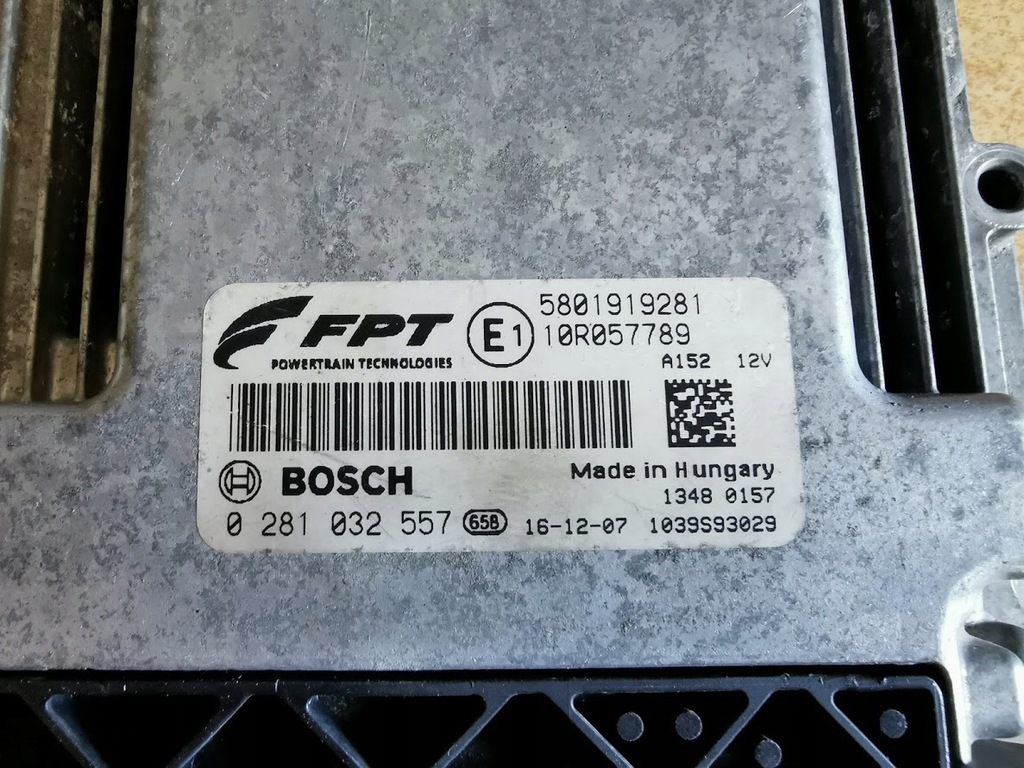 FPT
POWERTRAIN TECHNOLOGIES
E1
5801919281
10R057789
A152 12V
BOSCH
Made in Hungary
1348 0157
0 281 032 557 65B 16-12-07 1039S93029